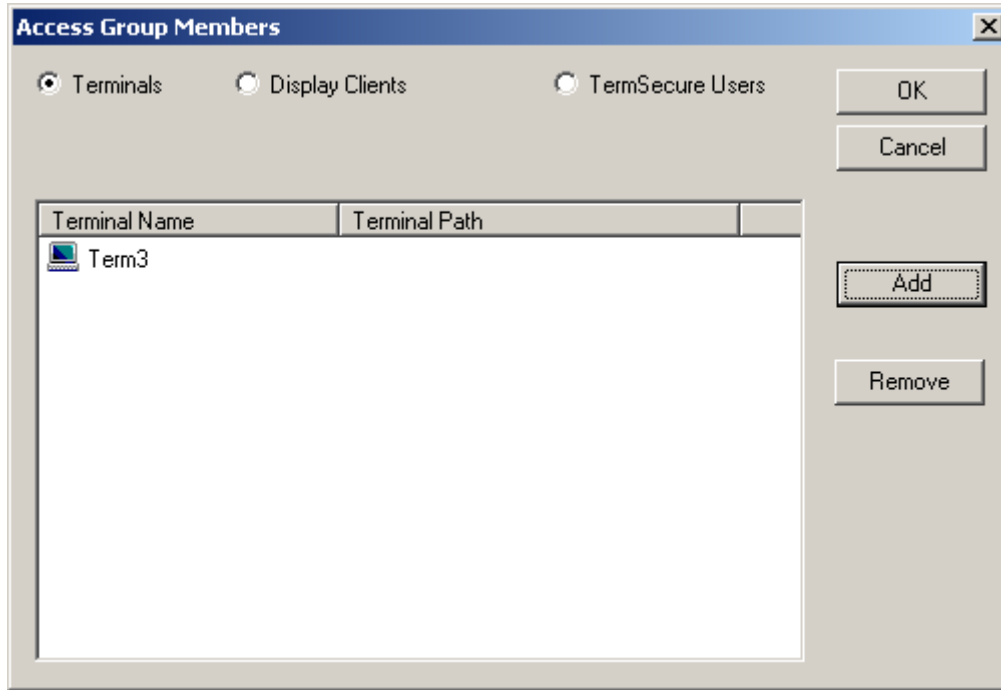 Access Group Members
Terminals Display Clients TermSecure Users
OK
Cancel
Terminal Name Terminal Path
Term3
Add
Remove